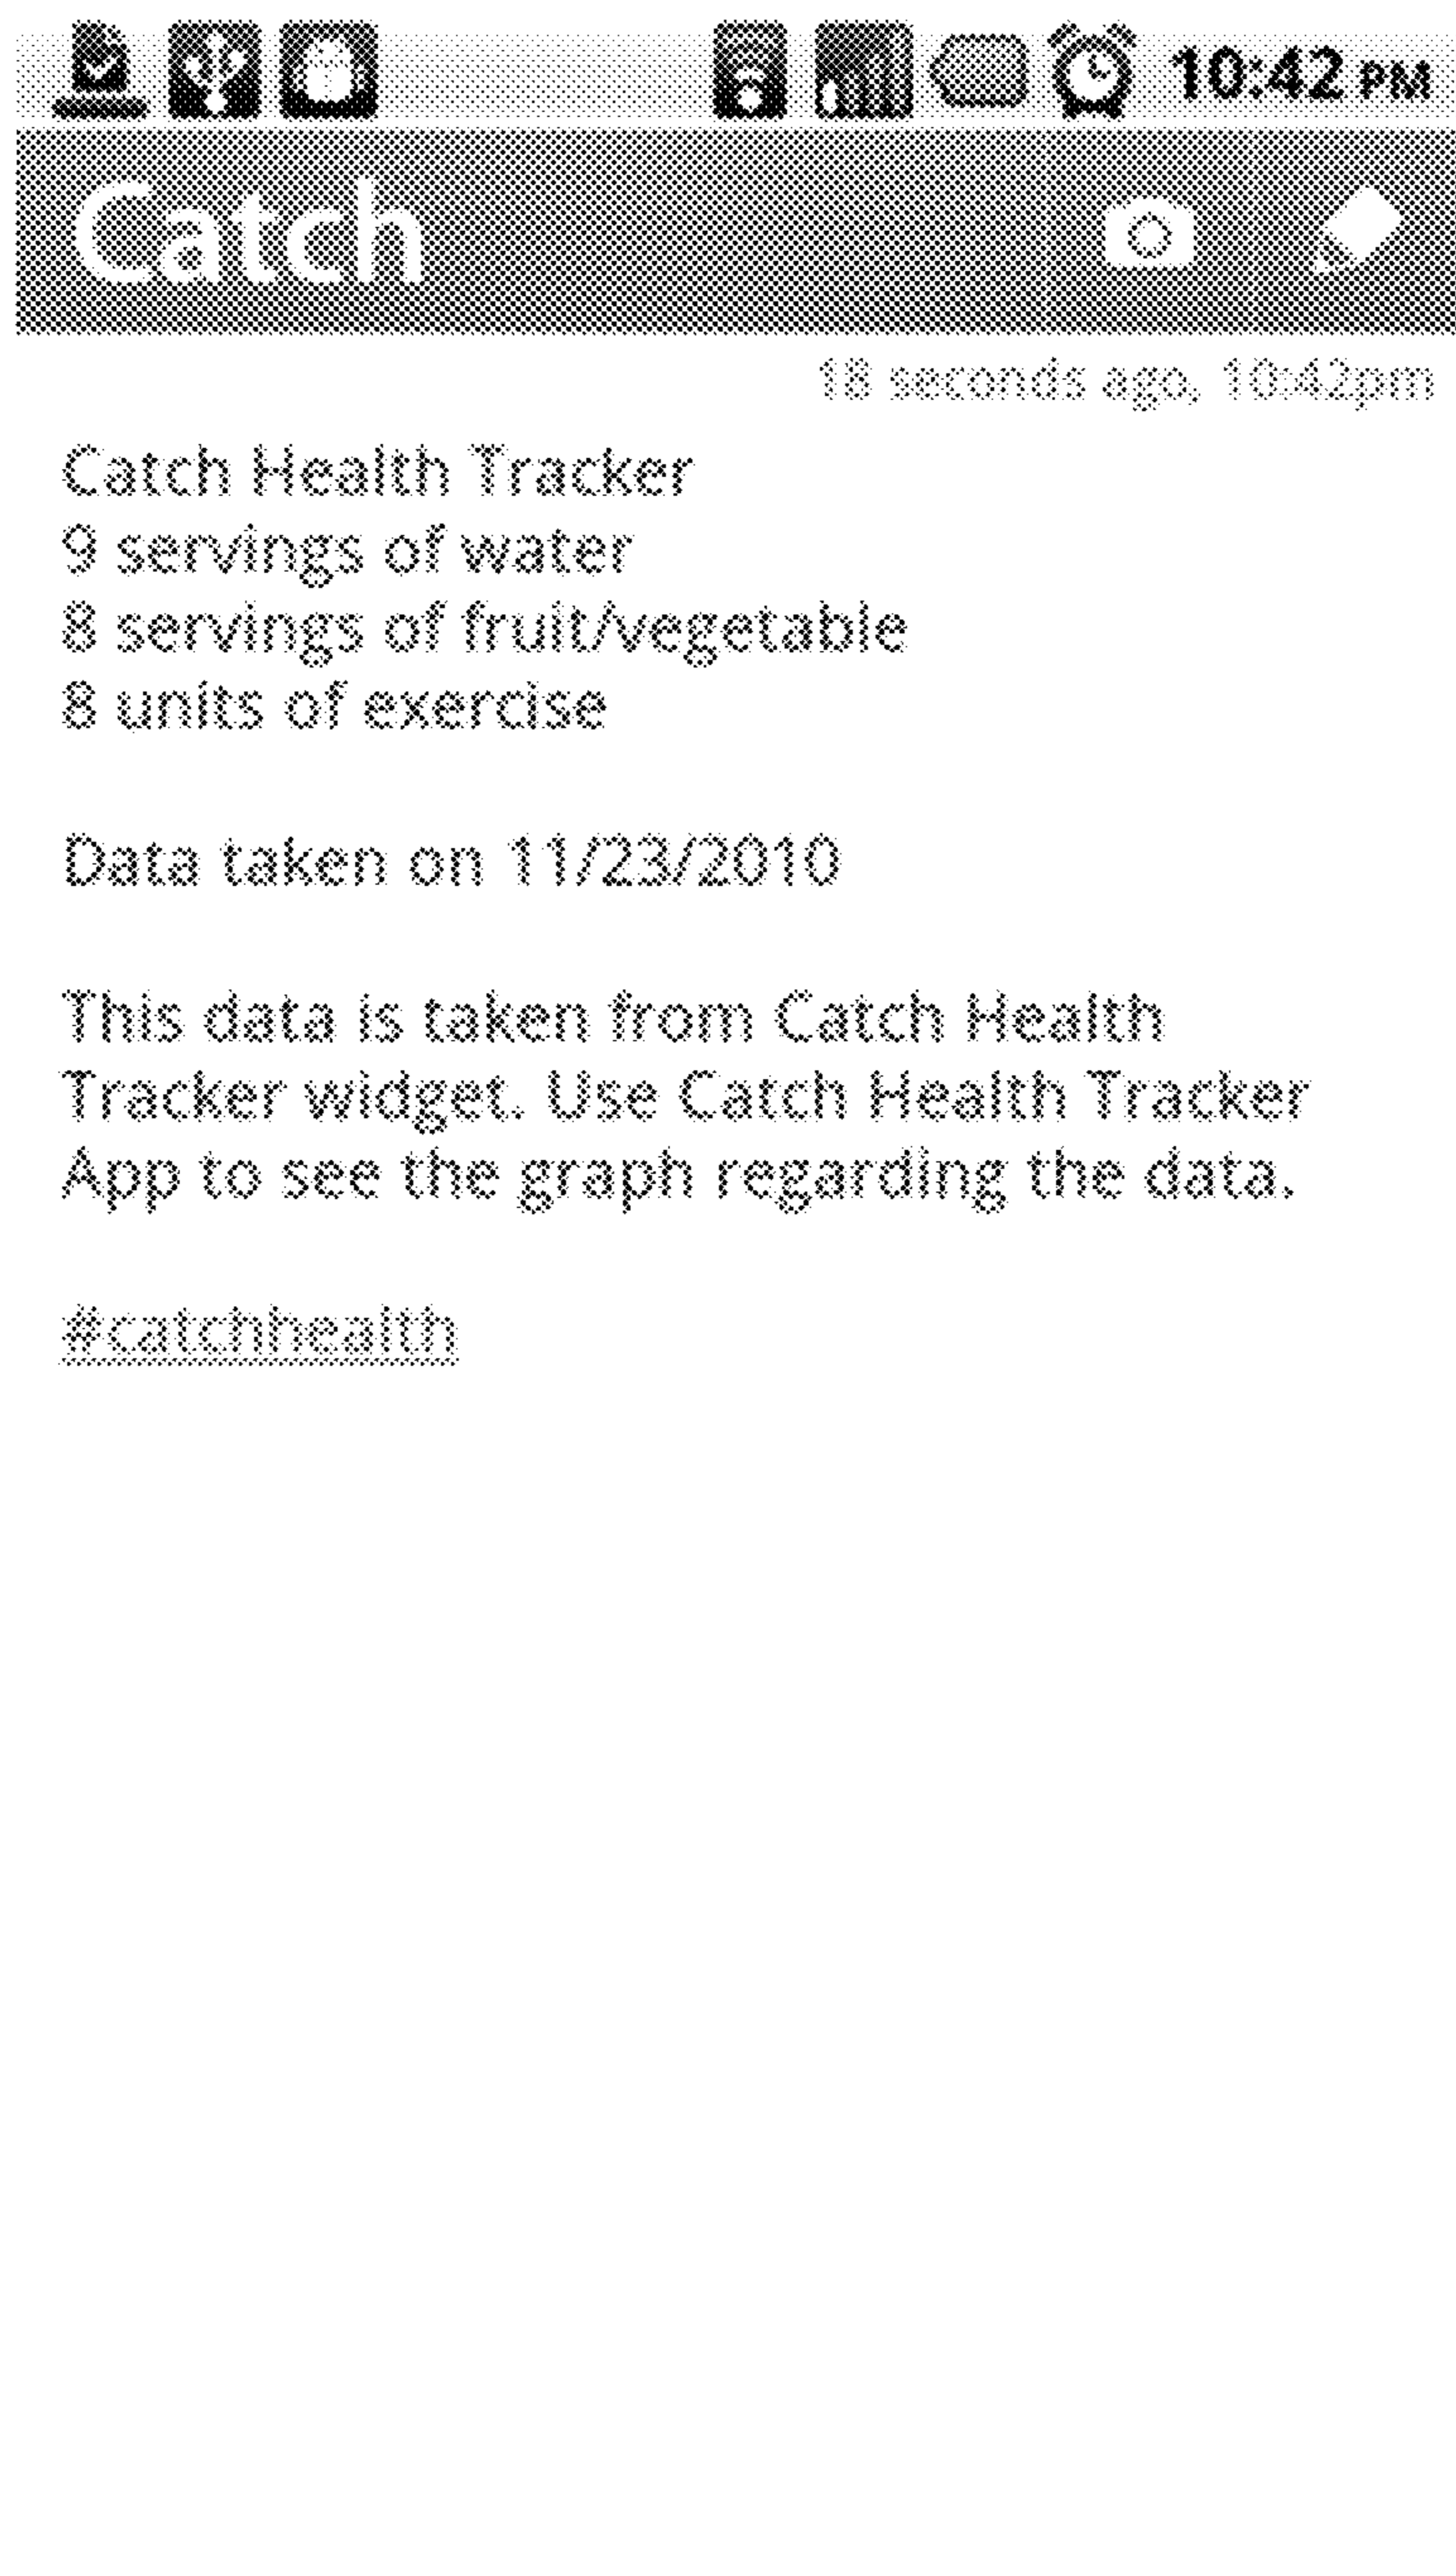 10:42 PM
Catch
18 seconds ago, 10:42pm
Catch Health Tracker
9 servings of water
8 servings of fruit/vegetable
8 units of exercise
Data taken on 11/23/2010
This data is taken from Catch Health
Tracker widget. Use Catch Health Tracker
App to see the graph regarding the data.
#catchhealth